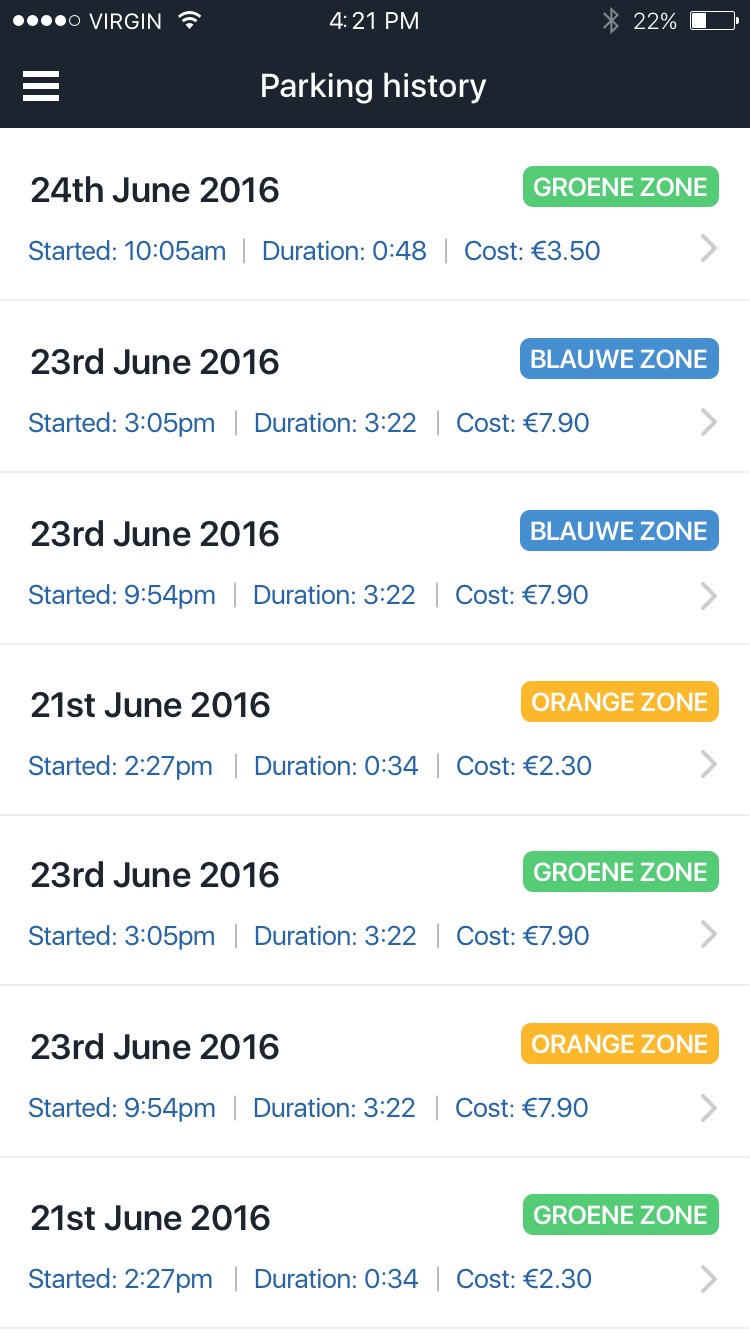 VIRGIN 4:21 PM 22%
Parking history
24th June 2016 GROENE ZONE
Started: 10:05am | Duration: 0:48 | Cost: €3.50
23rd June 2016 BLAUWE ZONE
Started: 3:05pm | Duration: 3:22 | Cost: €7.90
23rd June 2016 BLAUWE ZONE
Started: 9:54pm | Duration: 3:22 | Cost: €7.90
21st June 2016 ORANGE ZONE
Started: 2:27pm | Duration: 0:34 | Cost: €2.30
23rd June 2016 GROENE ZONE
Started: 3:05pm | Duration: 3:22 | Cost: €7.90
23rd June 2016 ORANGE ZONE
Started: 9:54pm | Duration: 3:22 | Cost: €7.90
21st June 2016 GROENE ZONE
Started: 2:27pm | Duration: 0:34 | Cost: €2.30